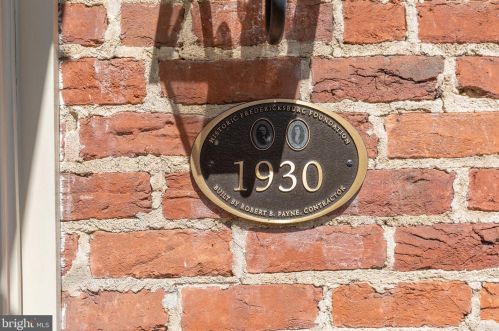 HISTORIC FREDERICKSBURG FOUNDATION
1930
BUILT BY ROBERT B. PAYNE, CONTRACTOR
bright MLS